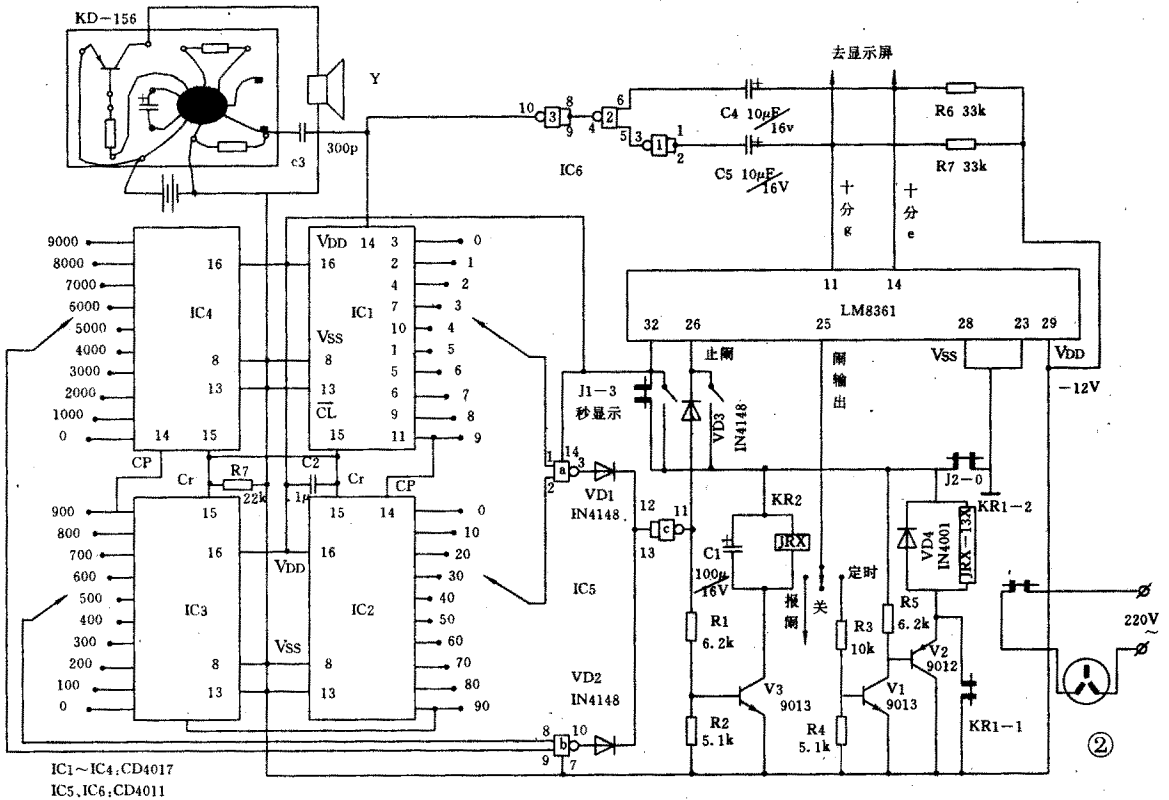 KD-156
Y
c3
300p
去显示屏
10
3
8
9
4
2
6
5
3
1
1
2
IC6
C4 10μF/16v
C5 10μF/16V
R6 33k
R7 33k
十分g
十分e
11
14
LM8361
32
26
25
28
23
29
止闹
闹输出
VSS
VDD
-12V
9000
8000
7000
6000
5000
4000
3000
2000
1000
0
16
IC4
8
13
14
15
CP
VDD
14
16
IC1
VSS
8
13
CL
15
3
2
4
7
10
1
5
6
9
11
0
1
2
3
4
5
6
7
8
9
Cr
R7
22k
C2
1μ
Cr
CP
900
800
700
600
500
400
300
200
100
0
15
16
IC3
8
13
VDD
VSS
15
14
16
IC2
8
13
0
10
20
30
40
50
60
70
80
90
J1-3
秒显示
VD3
IN4148
1
2
a
14
3
VD1
IN4148
12
13
c
11
IC5
VD2
IN4148
8
9
b
10
7
KR2
C1
100μ/16V
JRX
报闹
关
定时
R1
6.2k
R2
5.1k
V3
9013
R3
10k
R4
5.1k
V1
9013
R5
6.2k
V2
9012
VD4
IN4001
JRX-13X
J2-0
KR1-2
KR1-1
220V
~
②
IC1~IC4:CD4017
IC5、IC6:CD4011